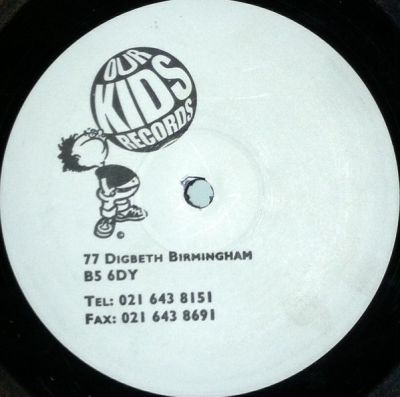 OUR
KIDS
RECORDS
©
77 DIGBETH BIRMINGHAM
B5 6DY
TEL: 021 643 8151
FAX: 021 643 8691